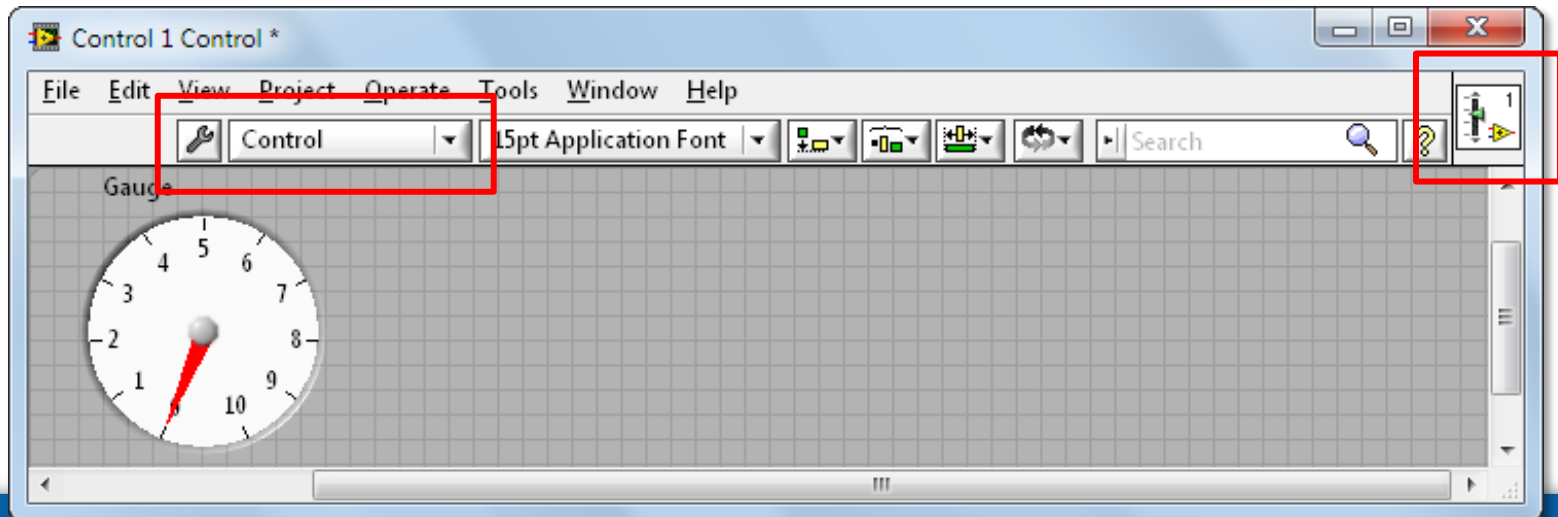 Control 1 Control *
File Edit View Project Operate Tools Window Help
Control 15pt Application Font Search ?
1
Gauge
5
4 6
3 7
2 8
1 9
0 10